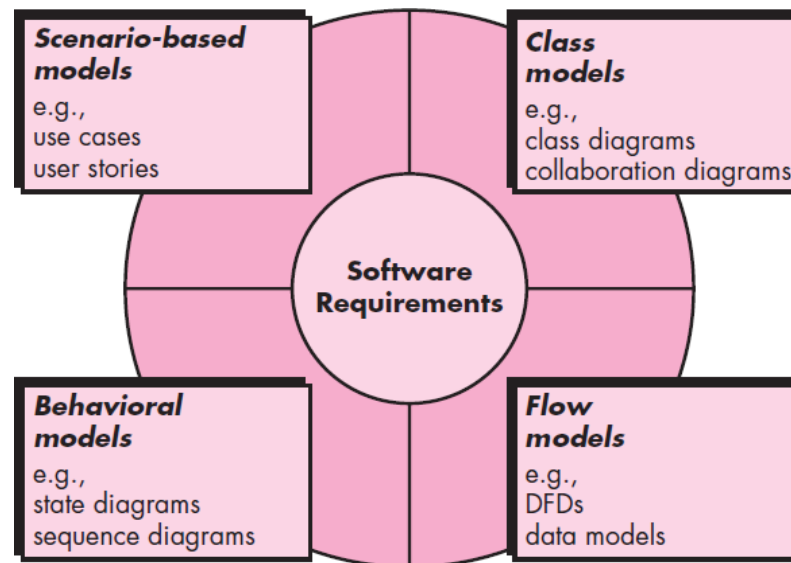 Scenario-based
models
e.g.,
use cases
user stories
Class
models
e.g.,
class diagrams
collaboration diagrams
Software
Requirements
Behavioral
models
e.g.,
state diagrams
sequence diagrams
Flow
models
e.g.,
DFDs
data models